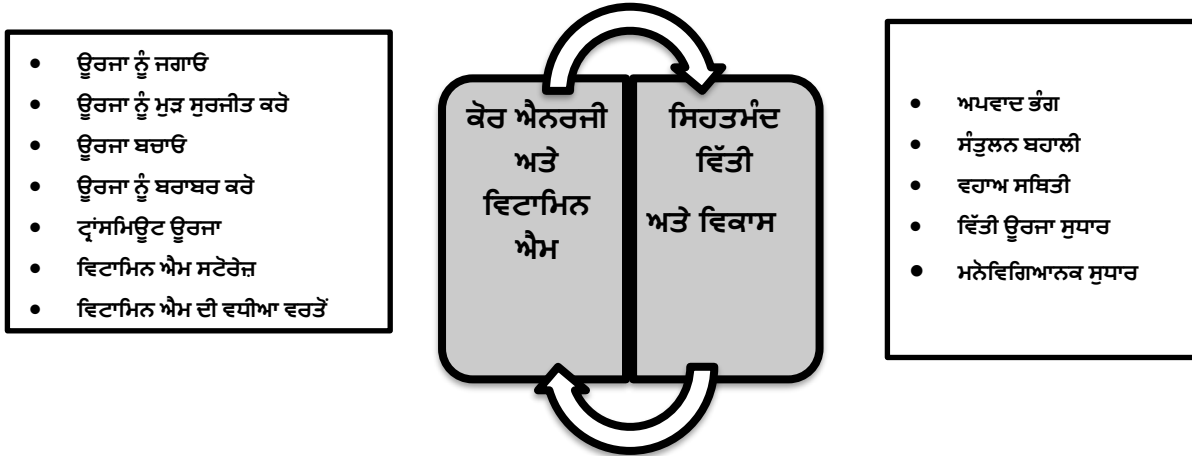 • ਊਰਜਾ ਨੂੰ ਜਗਾਓ
• ਊਰਜਾ ਨੂੰ ਮੁੜ ਸੁਰਜੀਤ ਕਰੋ
• ਊਰਜਾ ਬਚਾਓ
• ਊਰਜਾ ਨੂੰ ਬਰਾਬਰ ਕਰੋ
• ਟ੍ਰਾਂਸਮਿਊਟ ਊਰਜਾ
• ਵਿਟਾਮਿਨ ਐਮ ਸਟੋਰੇਜ਼
• ਵਿਟਾਮਿਨ ਐਮ ਦੀ ਵਧੀਆ ਵਰਤੋਂ
ਕੋਰ ਐਨਰਜੀ
ਅਤੇ
ਵਿਟਾਮਿਨ
ਐਮ
ਸਿਹਤਮੰਦ
ਵਿੱਤੀ
ਅਤੇ ਵਿਕਾਸ
• ਅਪਵਾਦ ਭੰਗ
• ਸੰਤੁਲਨ ਬਹਾਲੀ
• ਵਹਾਅ ਸਥਿਤੀ
• ਵਿੱਤੀ ਊਰਜਾ ਸੁਧਾਰ
• ਮਨੋਵਿਗਿਆਨਕ ਸੁਧਾਰ